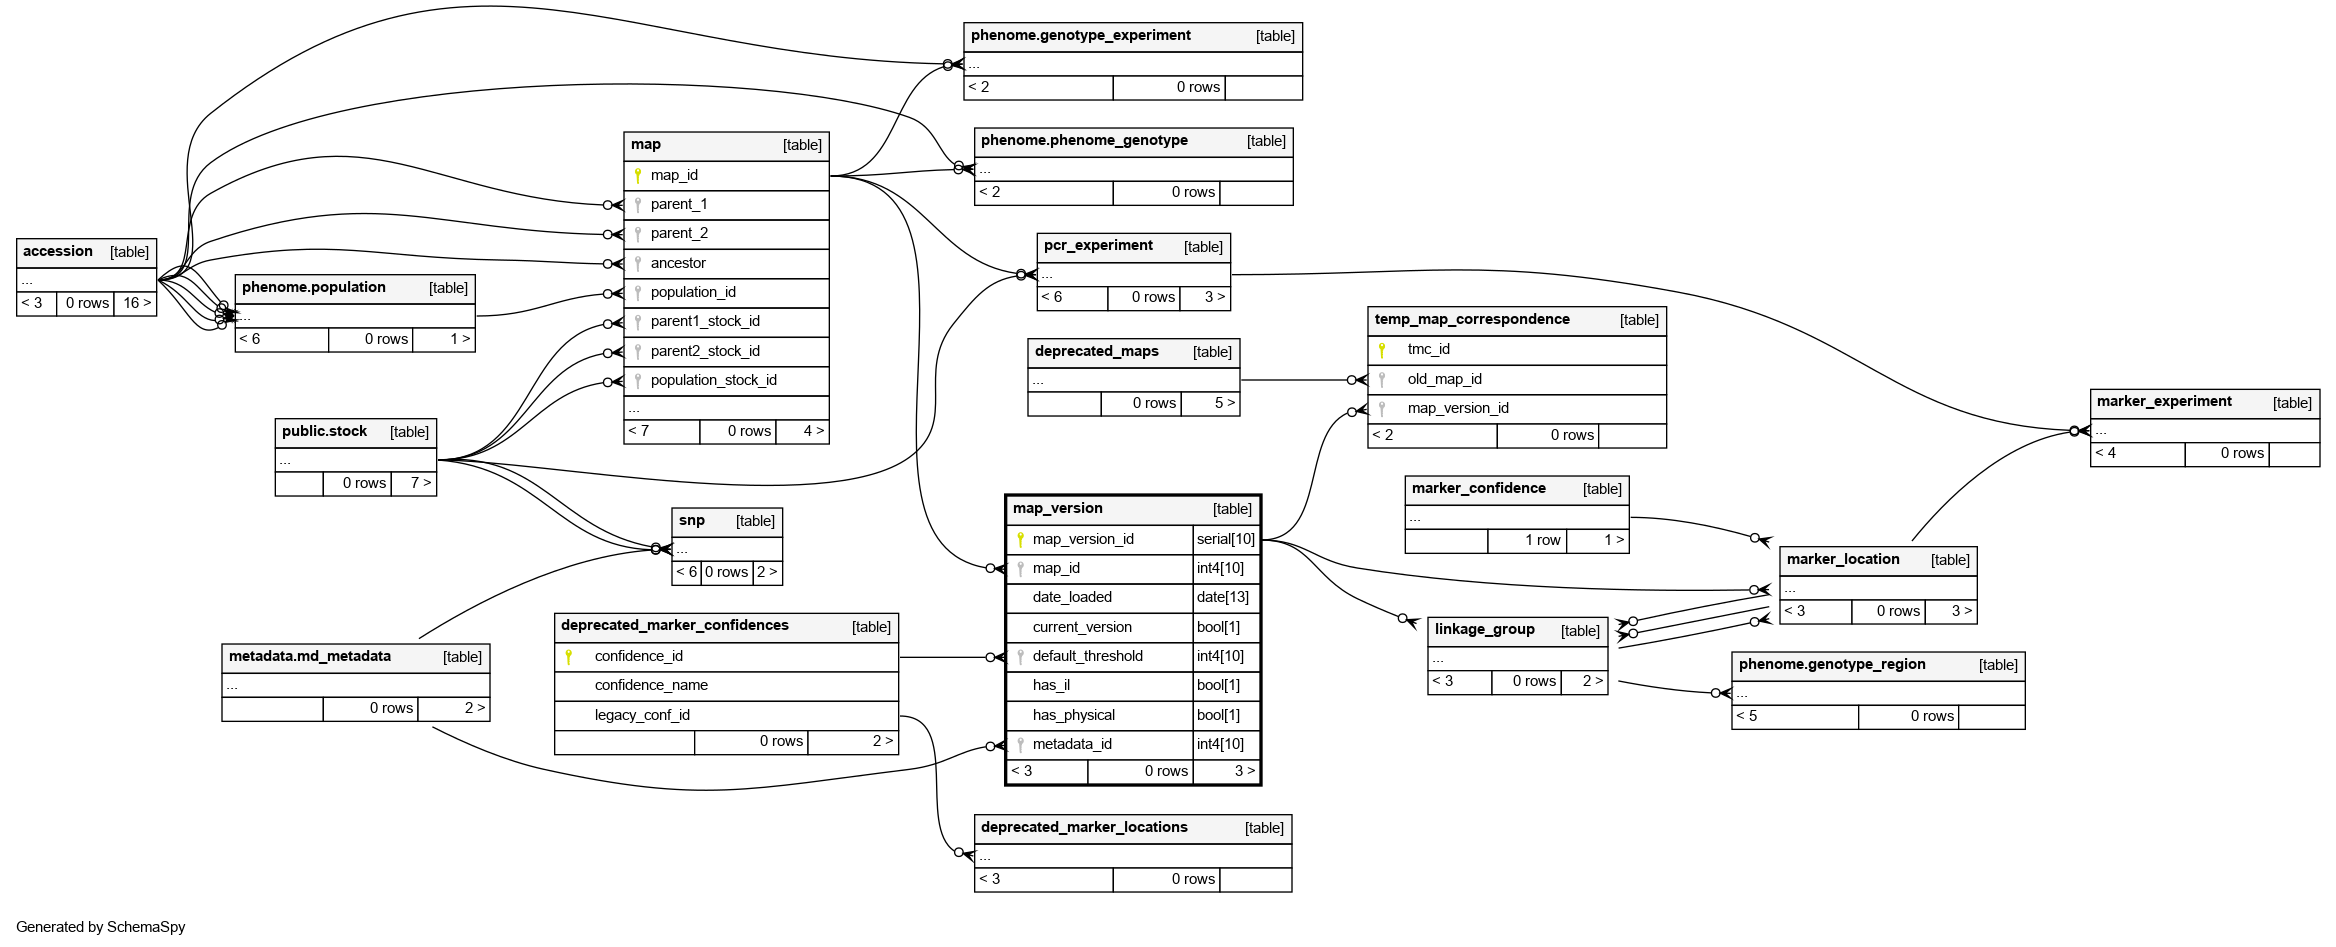 phenome.genotype_experiment [table]
...
< 2 0 rows
phenome.phenome_genotype [table]
...
< 2 0 rows
map [table]
map_id
parent_1
parent_2
ancestor
population_id
parent1_stock_id
parent2_stock_id
population_stock_id
...
< 7 0 rows 4 >
accession [table]
...
< 3 0 rows 16 >
phenome.population [table]
...
< 6 0 rows 1 >
pcr_experiment [table]
...
< 6 0 rows 3 >
temp_map_correspondence [table]
tmc_id
old_map_id
map_version_id
< 2 0 rows
deprecated_maps [table]
...
0 rows 5 >
marker_experiment [table]
...
< 4 0 rows
public.stock [table]
...
0 rows 7 >
marker_confidence [table]
...
1 row 1 >
map_version [table]
map_version_id serial[10]
map_id int4[10]
date_loaded date[13]
current_version bool[1]
default_threshold int4[10]
has_il bool[1]
has_physical bool[1]
metadata_id int4[10]
< 3 0 rows 3 >
snp [table]
...
< 6 0 rows 2 >
marker_location [table]
...
< 3 0 rows 3 >
deprecated_marker_confidences [table]
confidence_id
confidence_name
legacy_conf_id
0 rows 2 >
linkage_group [table]
...
< 3 0 rows 2 >
metadata.md_metadata [table]
...
0 rows 2 >
phenome.genotype_region [table]
...
< 5 0 rows
deprecated_marker_locations [table]
...
< 3 0 rows
Generated by SchemaSpy